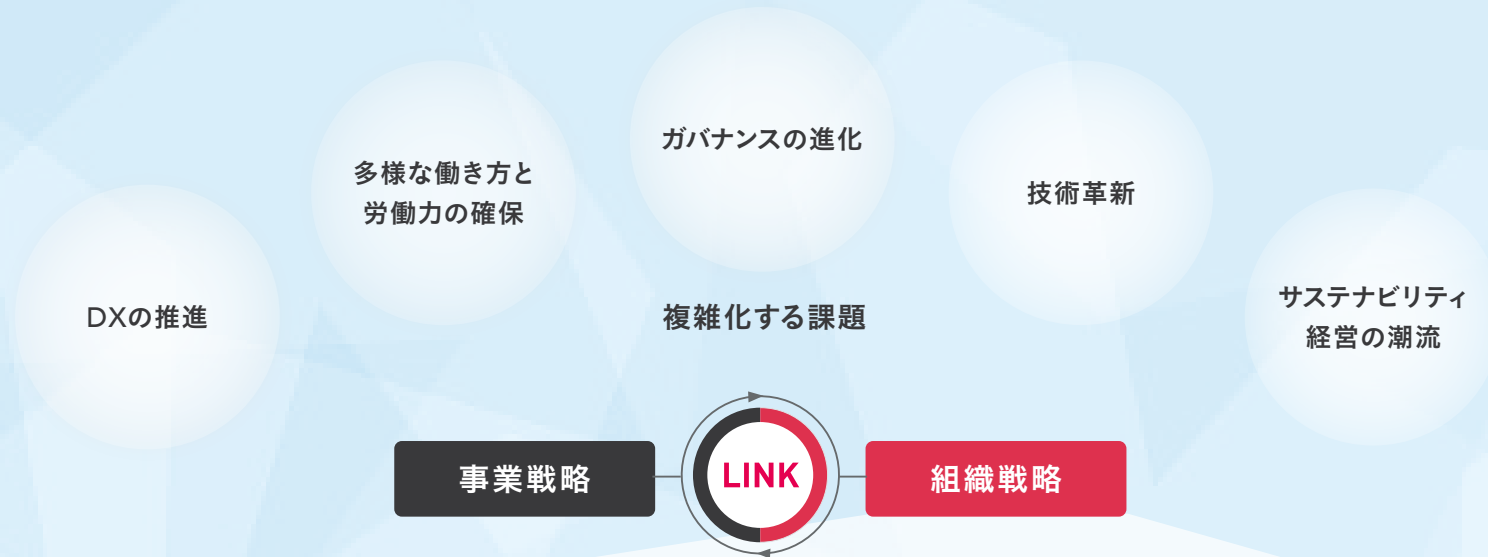 ガバナンスの進化
多様な働き方と
労働力の確保
技術革新
DXの推進
サステナビリティ
経営の潮流
複雑化する課題
事業戦略
LINK
組織戦略